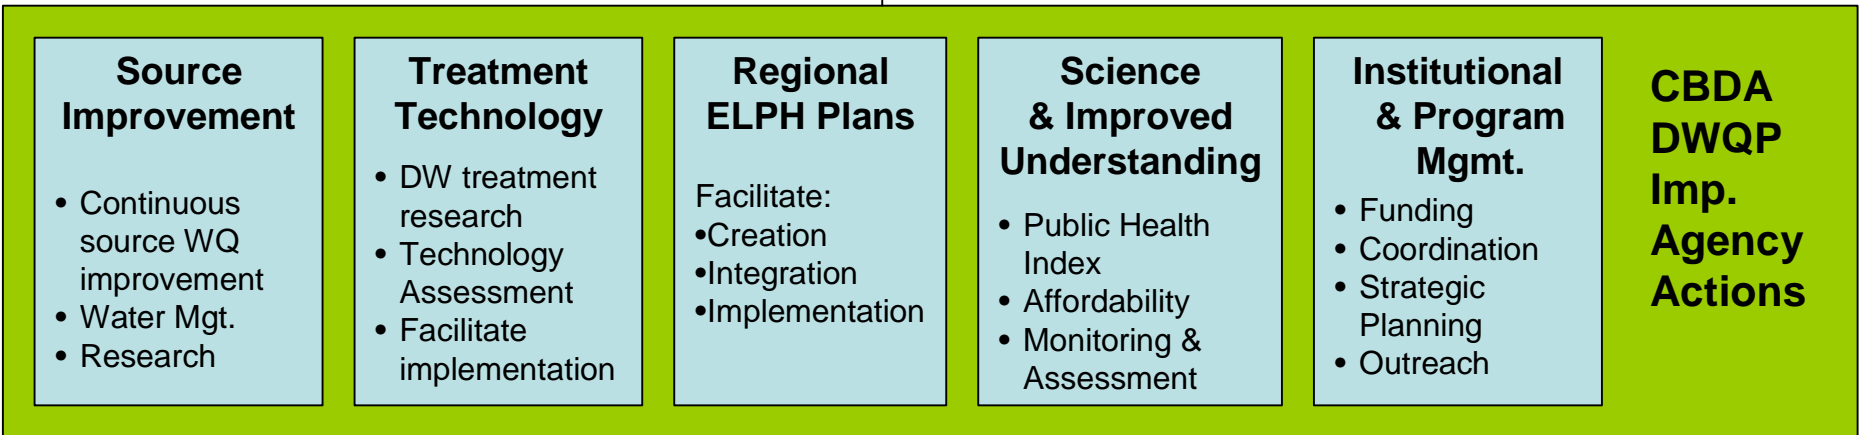 Source
Improvement
• Continuous
source WQ
improvement
• Water Mgt.
• Research
Treatment
Technology
• DW treatment
research
• Technology
Assessment
• Facilitate
implementation
Regional
ELPH Plans
Facilitate:
•Creation
•Integration
•Implementation
Science
& Improved
Understanding
• Public Health
Index
• Affordability
• Monitoring &
Assessment
Institutional
& Program
Mgmt.
• Funding
• Coordination
• Strategic
Planning
• Outreach
CBDA
DWQP
Imp.
Agency
Actions